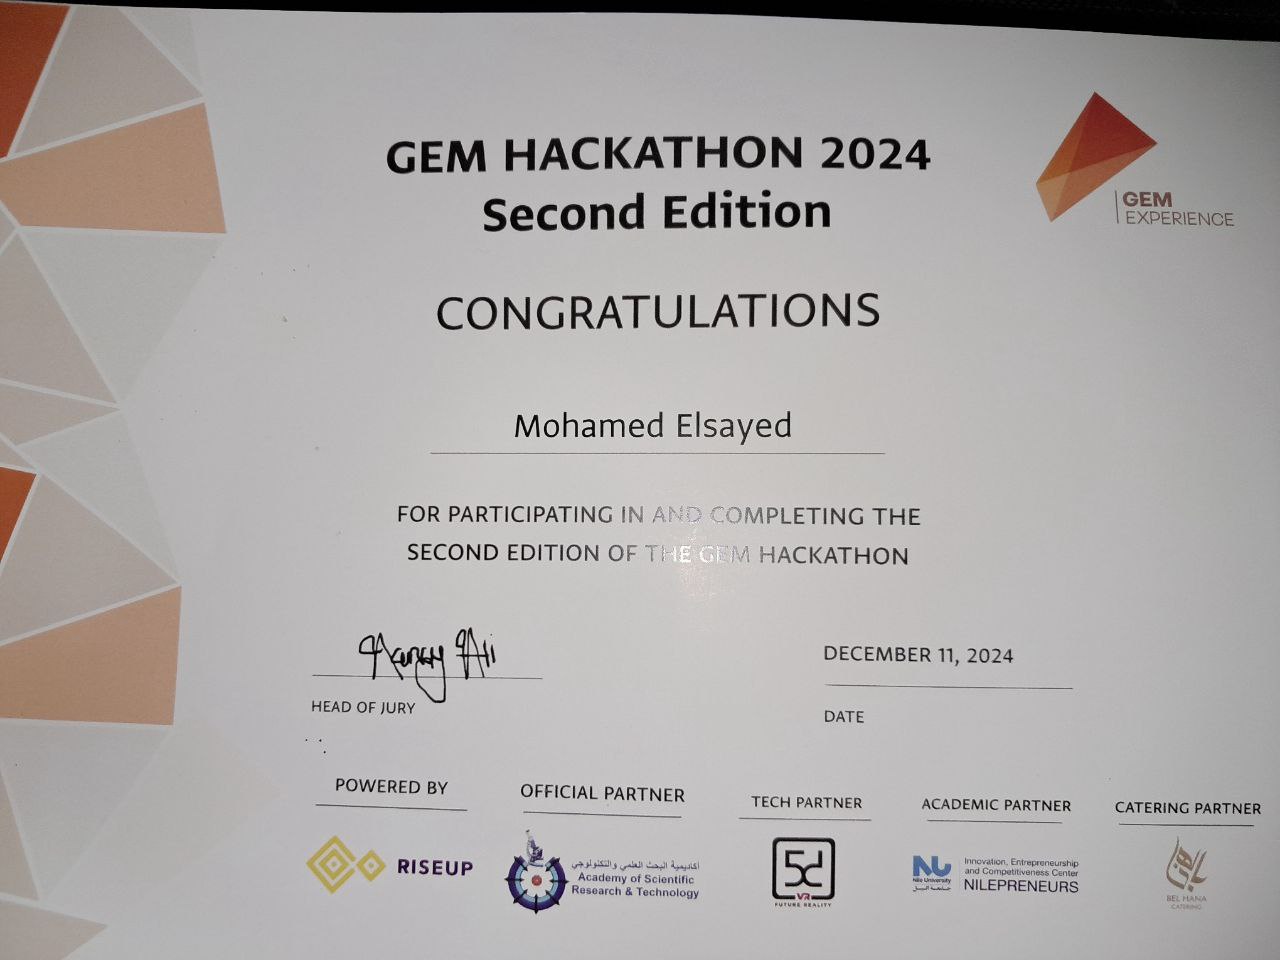 GEM HACKATHON 2024
Second Edition
GEM
EXPERIENCE
CONGRATULATIONS
Mohamed Elsayed
FOR PARTICIPATING IN AND COMPLETING THE
SECOND EDITION OF THE GEM HACKATHON
HEAD OF JURY
DECEMBER 11, 2024
DATE
POWERED BY
RISEUP
OFFICIAL PARTNER
أكاديمية البحث العلمي والتكنولوجي
Academy of Scientific
Research & Technology
TECH PARTNER
5d
VR
FUTURE REALITY
ACADEMIC PARTNER
NU
Nile University
جامعة النيل
Innovation, Entrepreneurship
and Competitiveness Center
NILEPRENEURS
CATERING PARTNER
BEL HANA
CATERING